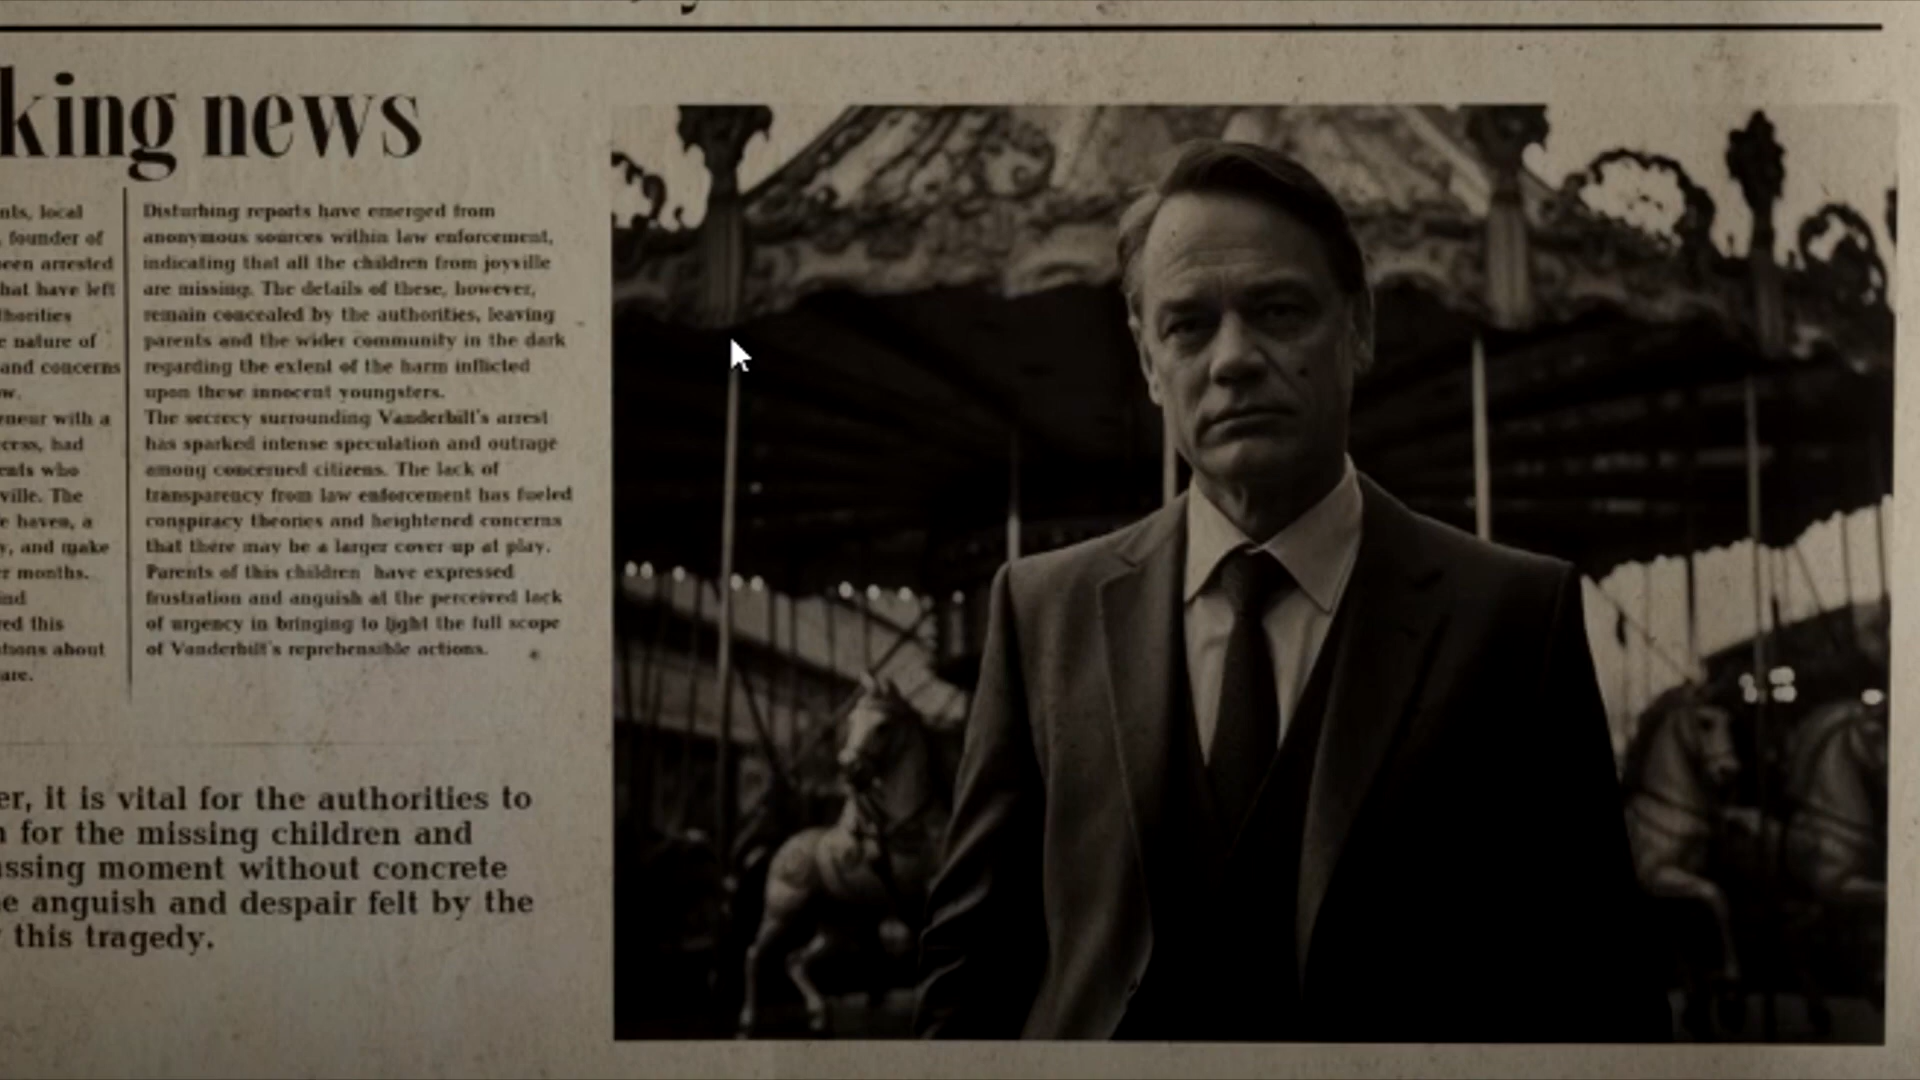 king news
nts, local
, founder of
een arrested
hat have left
thorities
e nature of
and concerns
w.
neur with a
cess, had
ents who
ville. The
e haven, a
y, and make
r months.
ind
red this
tions about
are.
Disturbing reports have emerged from
anonymous sources within law enforcement,
indicating that all the children from joyville
are missing. The details of these, however,
remain concealed by the authorities, leaving
parents and the wider community in the dark
regarding the extent of the harm inflicted
upon these innocent youngsters.
The secrecy surrounding Vanderbilt's arrest
has sparked intense speculation and outrage
among concerned citizens. The lack of
transparency from law enforcement has fueled
conspiracy theories and heightened concerns
that there may be a larger cover-up at play.
Parents of this children have expressed
frustration and anguish at the perceived lack
of urgency in bringing to light the full scope
of Vanderbilt's reprehensible actions.
er, it is vital for the authorities to
n for the missing children and
assing moment without concrete
e anguish and despair felt by the
y this tragedy.